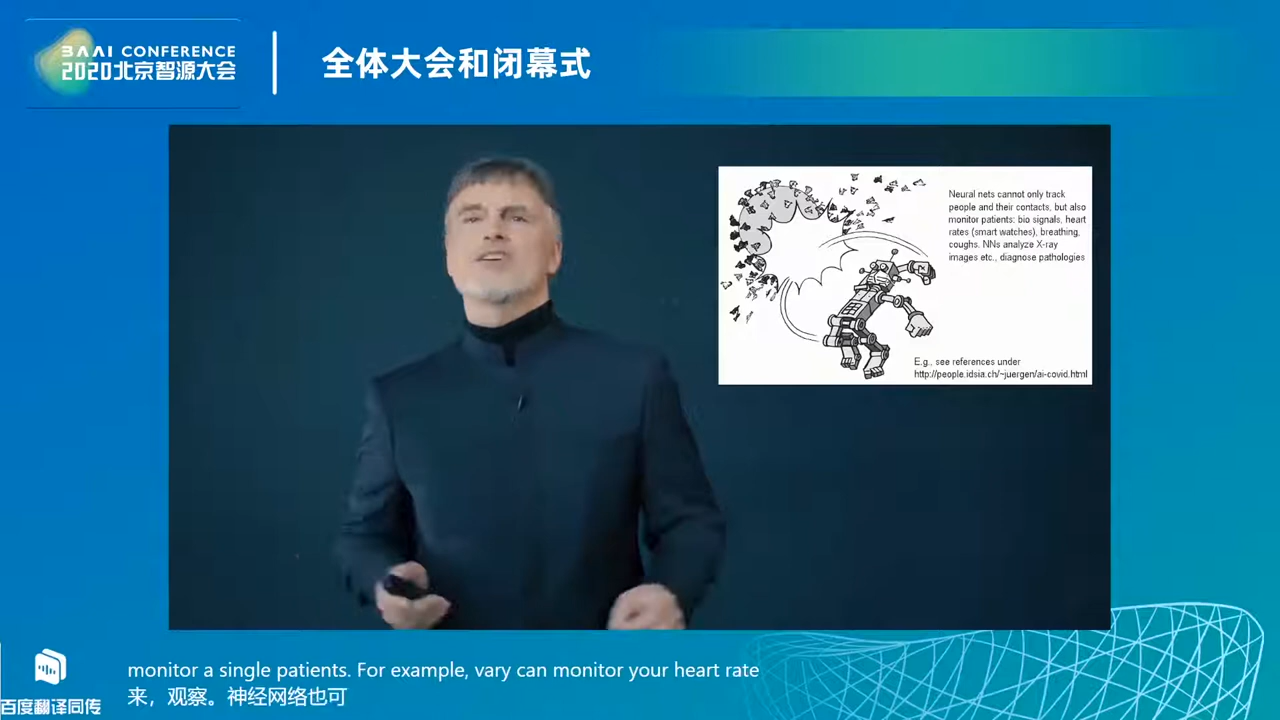 BAAI CONFERENCE
2020北京智源大会
全体大会和闭幕式
Neural nets cannot only track
people and their contacts, but also
monitor patients: bio signals, heart
rates (smart watches), breathing,
coughs. NNs analyze X-ray
images etc., diagnose pathologies
E.g., see references under
http://people.idsia.ch/~juergen/ai-covid.html
monitor a single patients. For example, vary can monitor your heart rate
来，观察。神经网络也可
百度翻译同传